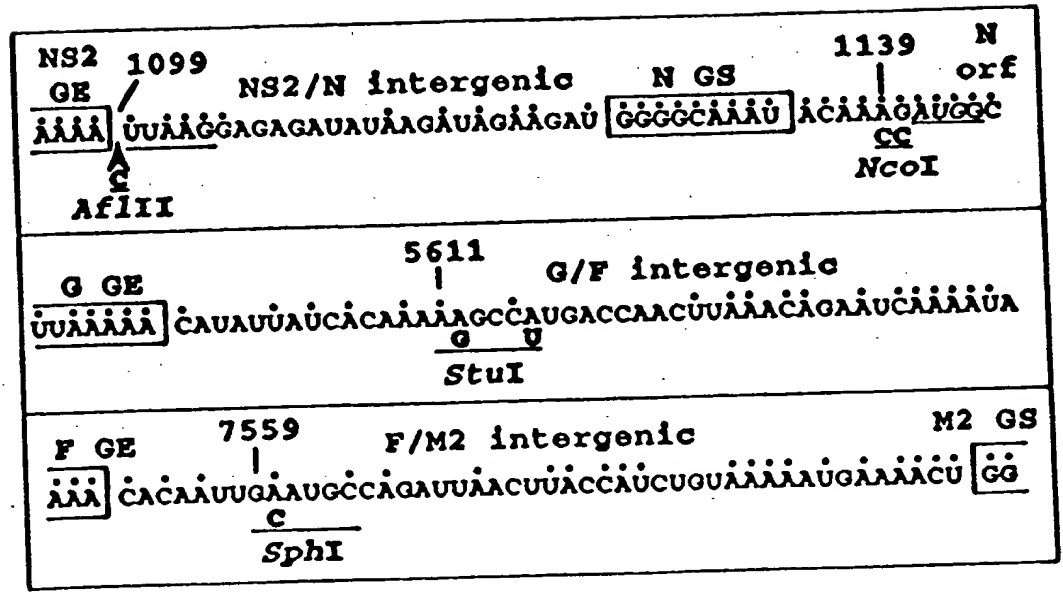 NS2 1099 1139 N
GE NS2/N intergenic N GS orf
AAAA UUAAGGAGAGAUAUAAGAUAGAAGAU GGGGCAAAU ACAAAGAUGGC
C CC
AflII NcoI
5611
G GE G/F intergenic
UUAAAAA CAUAUUAUCACAAAAAGCCAUGACCAACUUAAACAGAAUCAAAAUA
G U
StuI
7559 M2 GS
F GE F/M2 intergenic
AAA CACAAUUGAAUGCCAGAUUAACUUACCAUCUGUAAAAAUGAAAACU GG
C
SphI